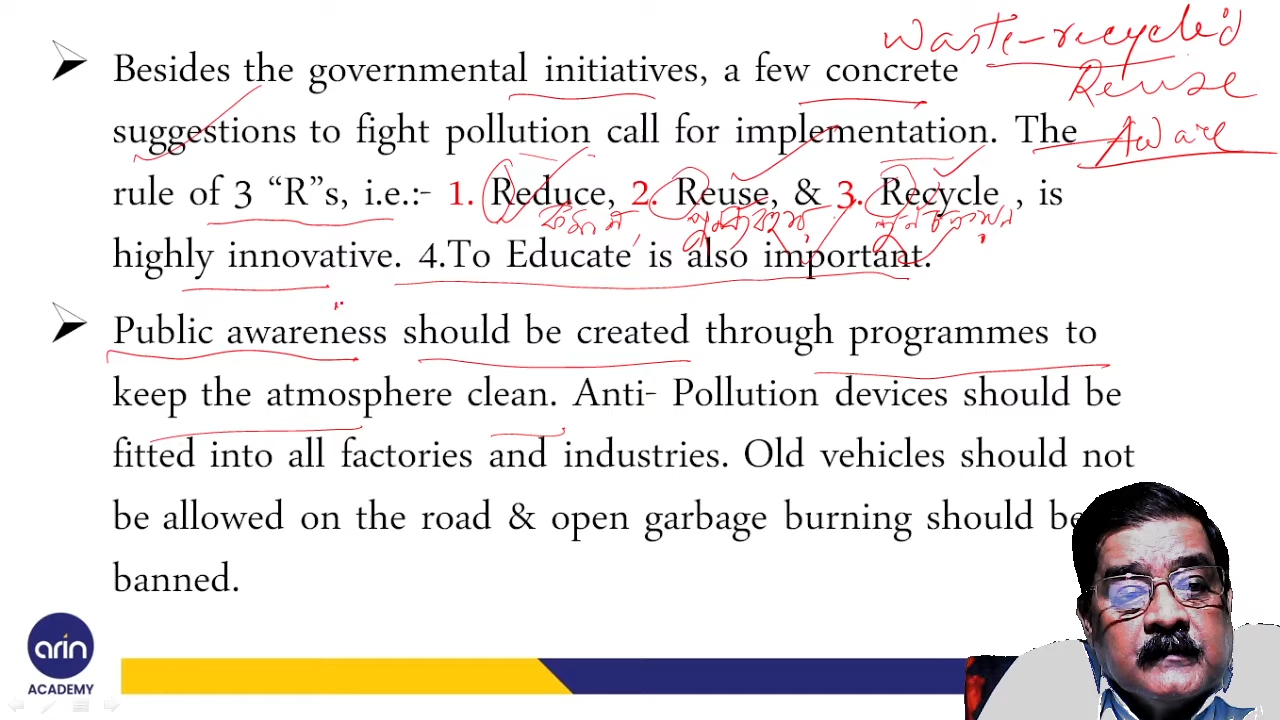 waste-recycled
Besides the governmental initiatives, a few concrete
Reuse
suggestions to fight pollution call for implementation. The
Aware
rule of 3 “R”s, i.e.:- 1. Reduce, 2. Reuse, & 3. Recycle , is
highly innovative. 4.To Educate is also important.
Public awareness should be created through programmes to
keep the atmosphere clean. Anti- Pollution devices should be
fitted into all factories and industries. Old vehicles should not
be allowed on the road & open garbage burning should be
banned.
arin
ACADEMY